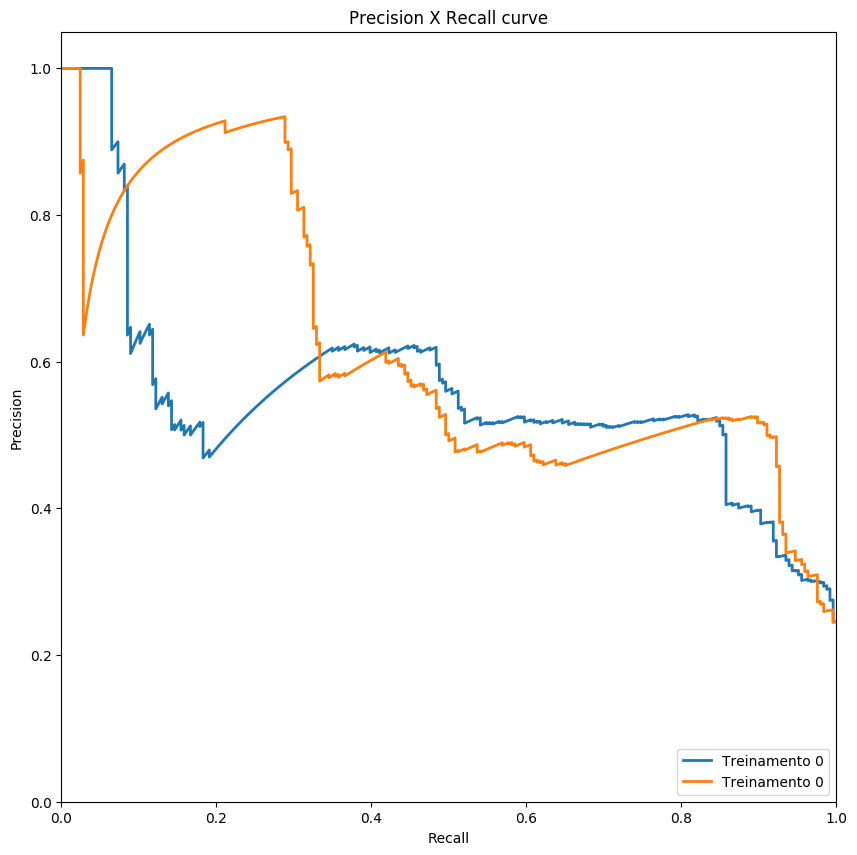 Precision X Recall curve
Precision
1.0
0.8
0.6
0.4
0.2
0.0
0.0 0.2 0.4 0.6 0.8 1.0
Recall
Treinamento 0
Treinamento 0